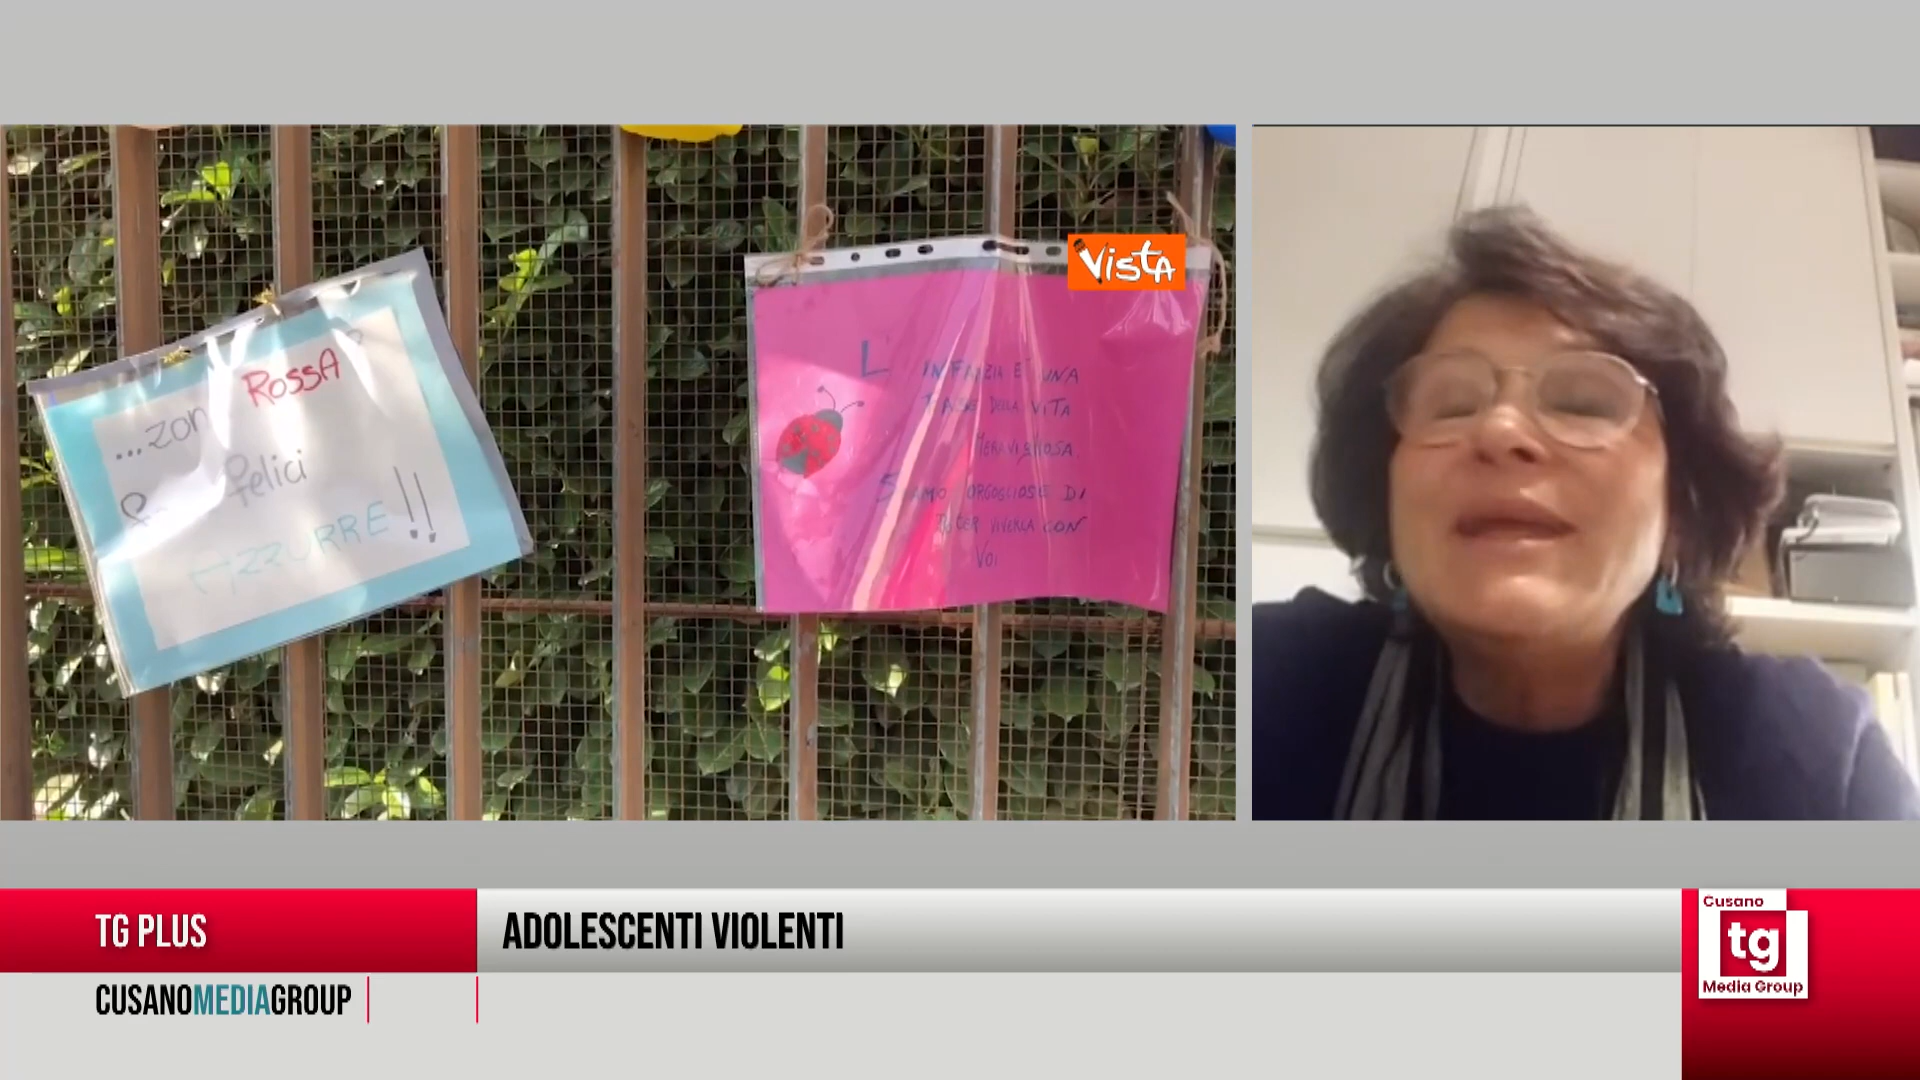 VISTA
...ZON ROSSA?
felici
AZZURRE!!
L'INFANZIA E' UNA
FASE DELLA VITA
MERAVIGLIOSA.
SIAMO ORGOGLIOSE DI
POTER VIVERLA CON
VOI
TG PLUS
ADOLESCENTI VIOLENTI
CUSANOMEDIAGROUP
Cusano
tg
Media Group